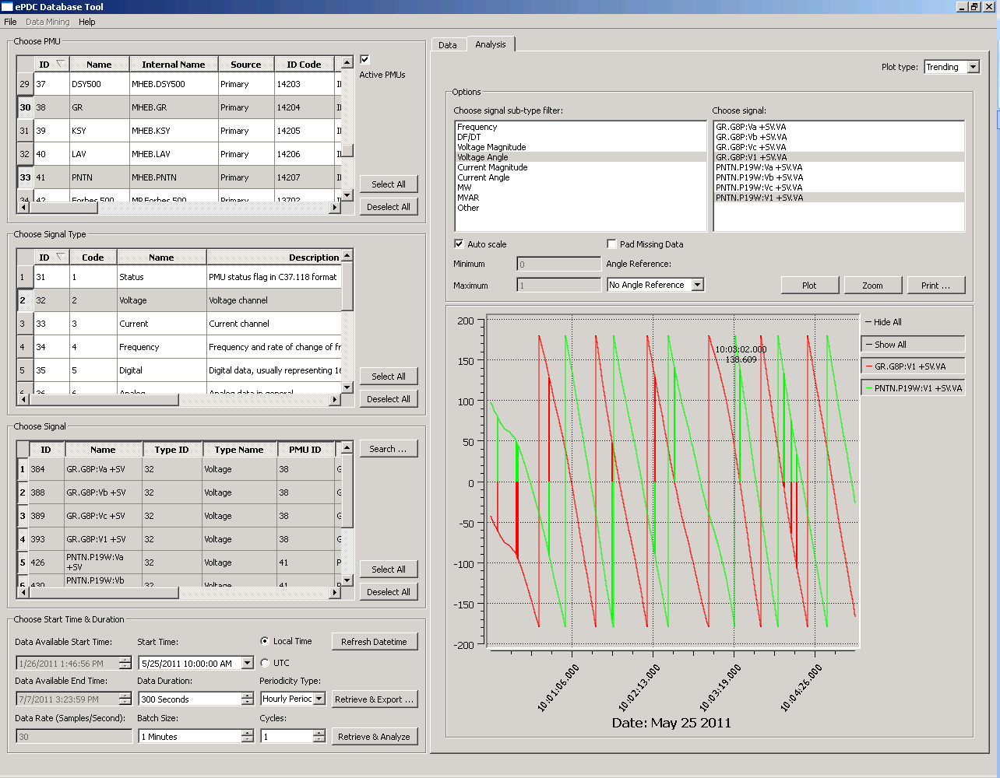 ePDC Database Tool
File Data Mining Help
Choose PMU
ID Name Internal Name Source ID Code
29 37 DSY500 MHEB.DSY500 Primary 14203
30 38 GR MHEB.GR Primary 14204
31 39 KSY MHEB.KSY Primary 14205
32 40 LAV MHEB.LAV Primary 14206
33 41 PNTN MHEB.PNTN Primary 14207
34 42 Forbes 500 MP.Forbes 500 Primary 13702
Active PMUs
Select All
Deselect All
Choose Signal Type
ID Code Name Description
1 31 1 Status PMU status flag in C37.118 format
2 32 2 Voltage Voltage channel
3 33 3 Current Current channel
4 34 4 Frequency Frequency and rate of change of fr
5 35 5 Digital Digital data, usually representing 16
6 36 6 Analog Analog data in general
Select All
Deselect All
Choose Signal
ID Name Type ID Type Name PMU ID
1 384 GR.G8P:Va +SV 32 Voltage 38 G
2 388 GR.G8P:Vb +SV 32 Voltage 38 G
3 389 GR.G8P:Vc +SV 32 Voltage 38 G
4 393 GR.G8P:V1 +SV 32 Voltage 38 G
5 426 PNTN.P19W:Va +SV 32 Voltage 41 P
6 430 PNTN.P19W:Vb 32 Voltage 41 P
Search ...
Select All
Deselect All
Choose Start Time & Duration
Data Available Start Time: Start Time: Local Time Refresh Datetime
1/26/2011 1:46:56 PM 5/25/2011 10:00:00 AM UTC
Data Available End Time: Data Duration: Periodicity Type:
7/7/2011 3:23:59 PM 300 Seconds Hourly Perioc Retrieve & Export ...
Data Rate (Samples/Second): Batch Size: Cycles:
30 1 Minutes 1 Retrieve & Analyze
Data Analysis
Plot type: Trending
Options
Choose signal sub-type filter:
Frequency
DF/DT
Voltage Magnitude
Voltage Angle
Current Magnitude
Current Angle
MW
MVAR
Other
Choose signal:
GR.G8P:Va +SV.VA
GR.G8P:Vb +SV.VA
GR.G8P:Vc +SV.VA
GR.G8P:V1 +SV.VA
PNTN.P19W:Va +SV.VA
PNTN.P19W:Vb +SV.VA
PNTN.P19W:Vc +SV.VA
PNTN.P19W:V1 +SV.VA
Auto scale Pad Missing Data
Minimum 0 Angle Reference:
Maximum 1 No Angle Reference Plot Zoom Print ...
200
150
100
50
0
-50
-100
-150
-200
10:03:02.000
138.609
Hide All
Show All
GR.G8P:V1 +SV.VA
PNTN.P19W:V1 +SV.VA
10:01:06.000 10:02:13.000 10:03:19.000 10:04:26.000
Date: May 25 2011